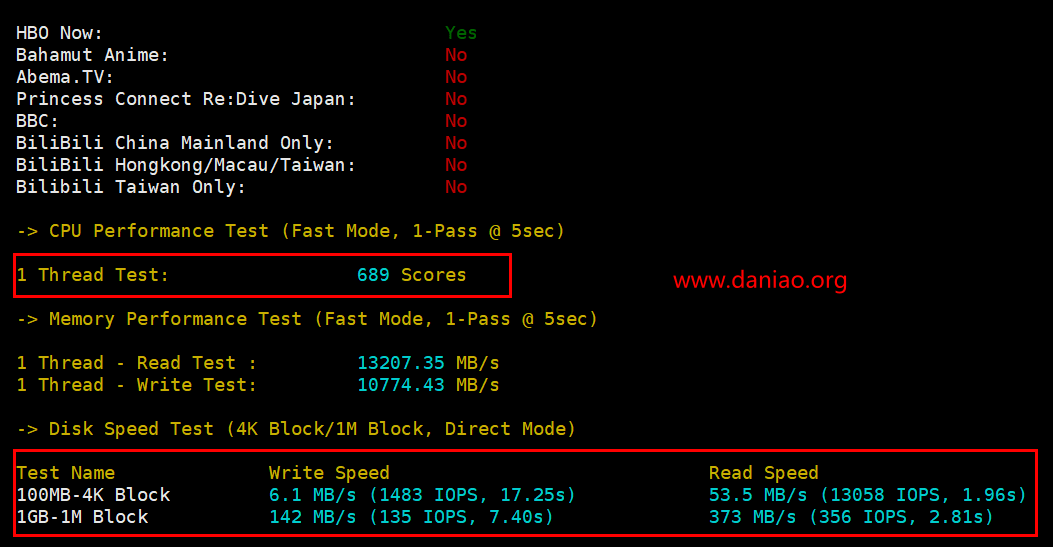 HBO Now: Yes
Bahamut Anime: No
Abema.TV: No
Princess Connect Re:Dive Japan: No
BBC: No
BiliBili China Mainland Only: No
BiliBili Hongkong/Macau/Taiwan: No
Bilibili Taiwan Only: No
-> CPU Performance Test (Fast Mode, 1-Pass @ 5sec)
1 Thread Test: 689 Scores
www.daniao.org
-> Memory Performance Test (Fast Mode, 1-Pass @ 5sec)
1 Thread - Read Test : 13207.35 MB/s
1 Thread - Write Test: 10774.43 MB/s
-> Disk Speed Test (4K Block/1M Block, Direct Mode)
Test Name Write Speed Read Speed
100MB-4K Block 6.1 MB/s (1483 IOPS, 17.25s) 53.5 MB/s (13058 IOPS, 1.96s)
1GB-1M Block 142 MB/s (135 IOPS, 7.40s) 373 MB/s (356 IOPS, 2.81s)